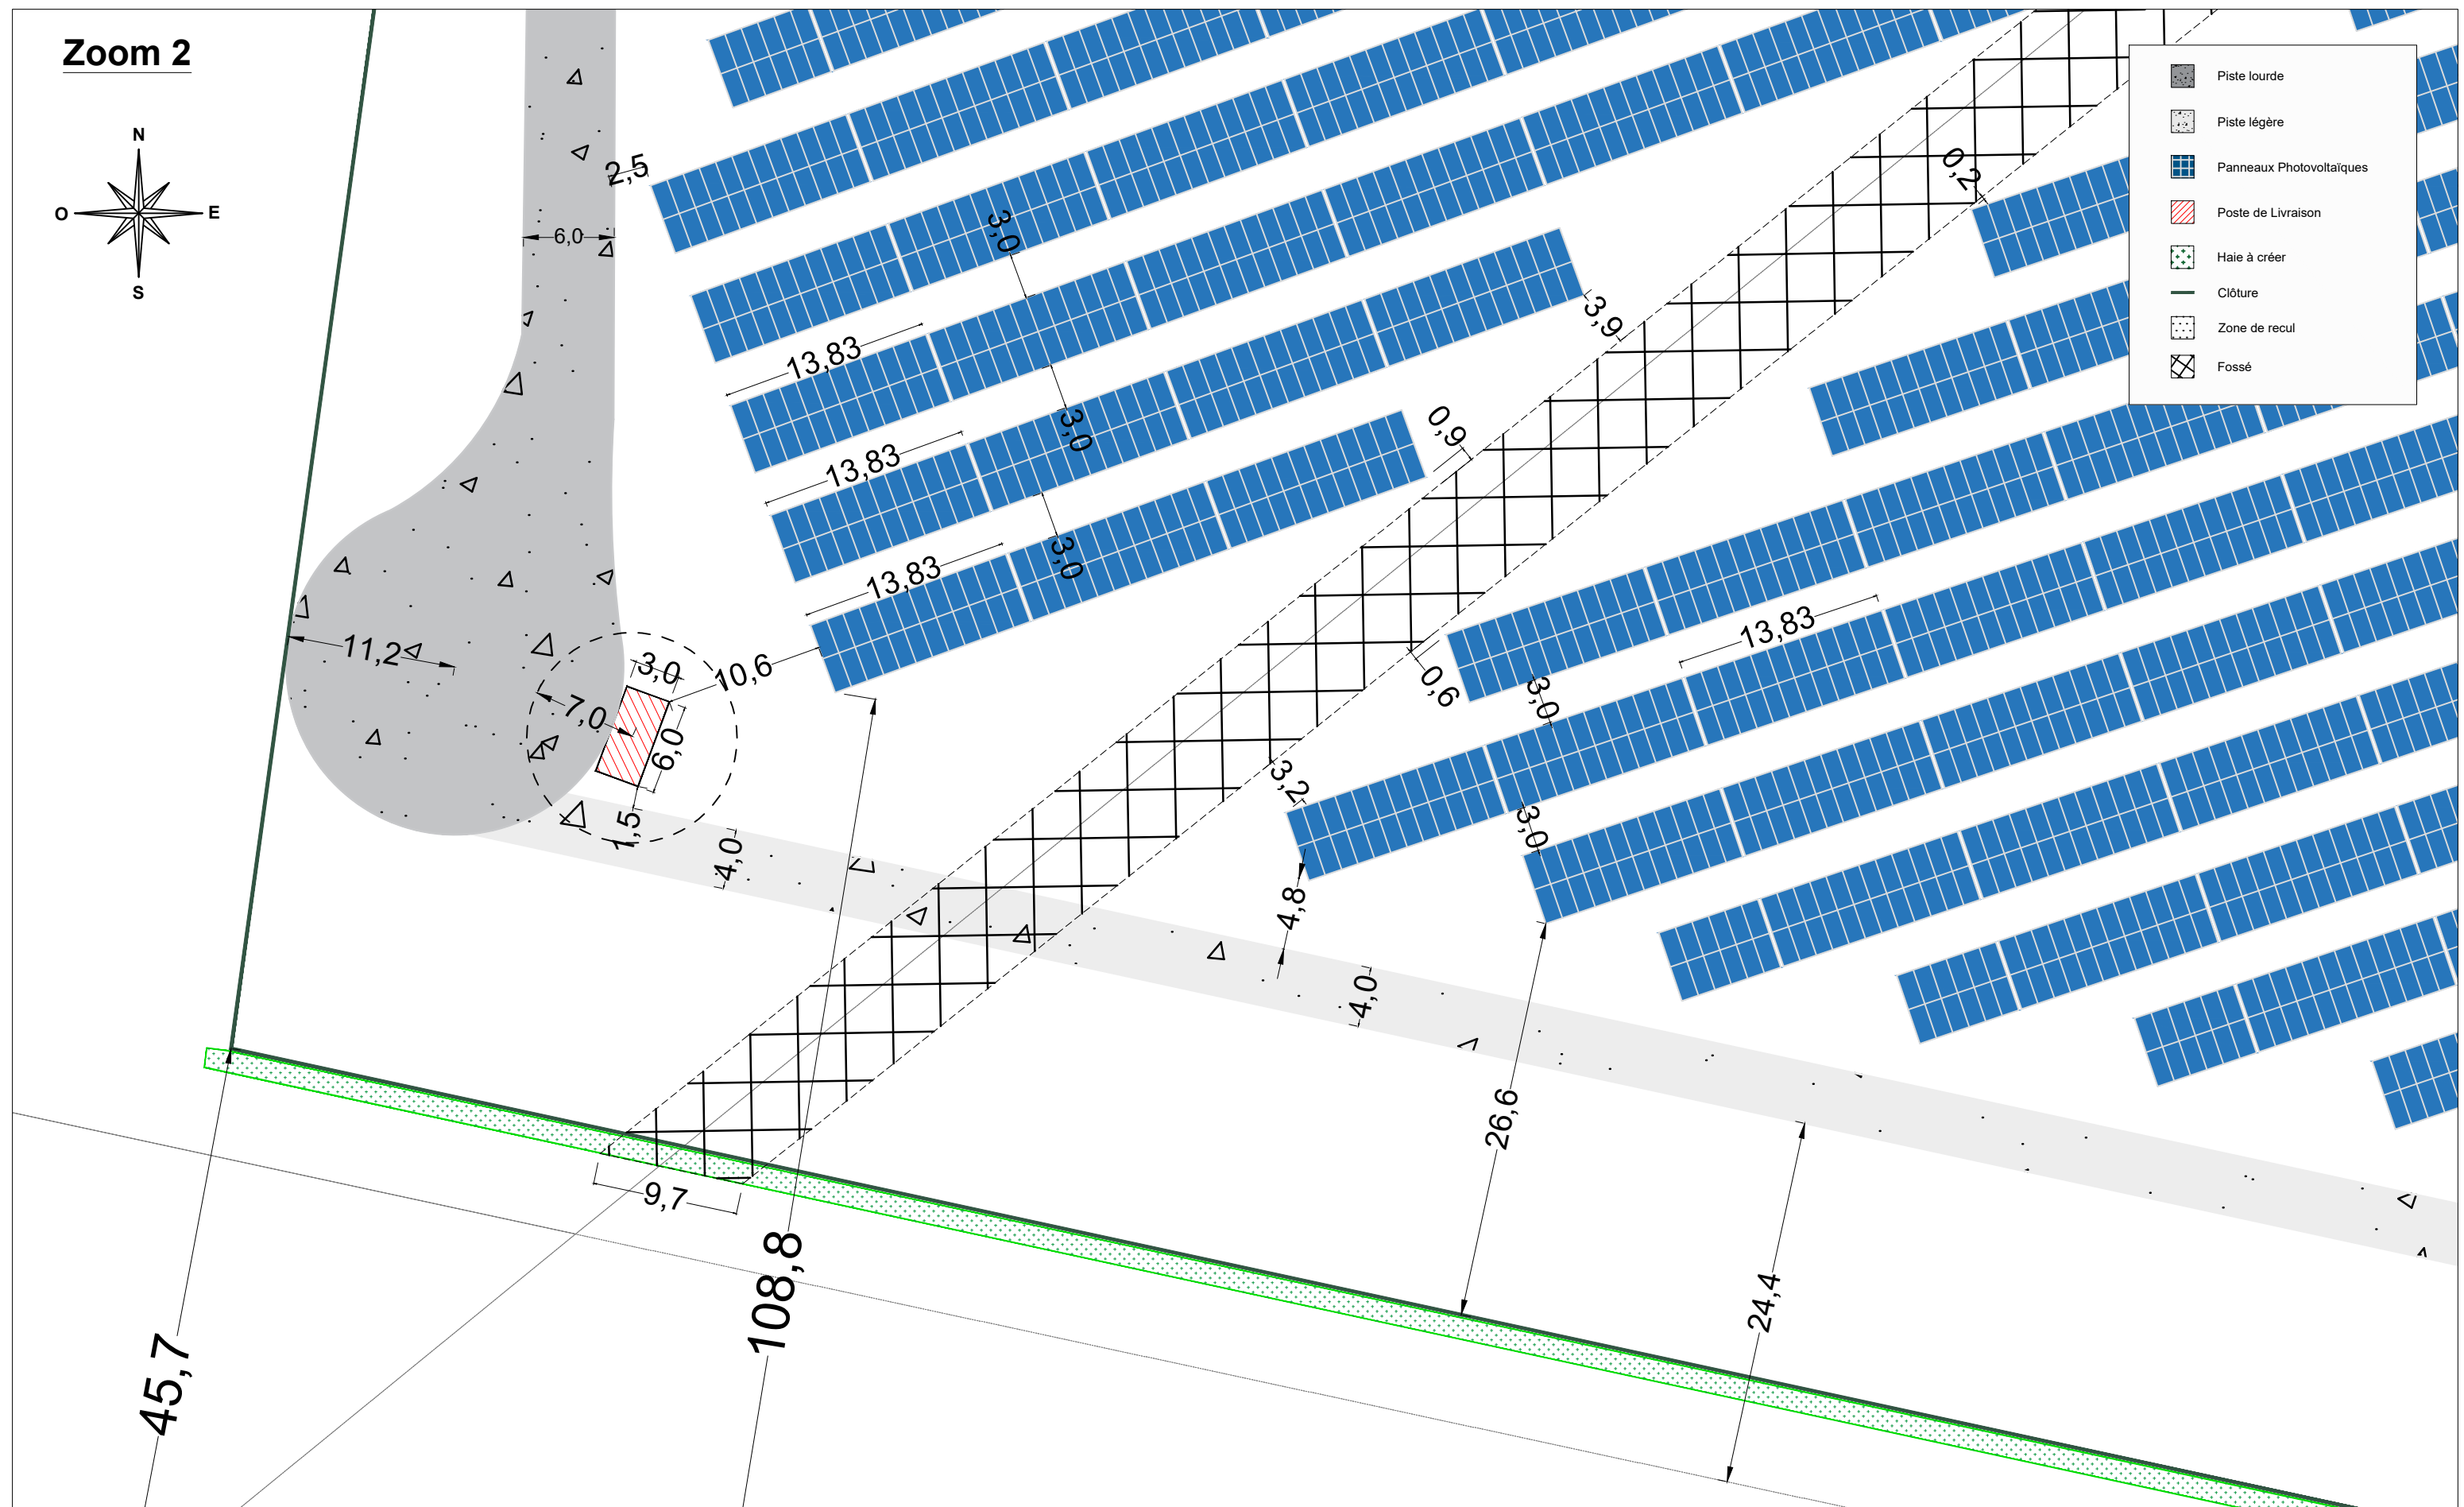 Zoom 2
N
O
E
S
Piste lourde
Piste légère
Panneaux Photovoltaïques
Poste de Livraison
Haie à créer
Clôture
Zone de recul
Fossé
2,5
0,2
6,0
3,0
3,9
13,83
3,0
0,9
13,83
3,0
13,83
13,83
11,2
3,0
10,6
0,6
3,0
7,0
6,0
3,2
3,0
1,5
4,0
4,8
4,0
26,6
9,7
108,8
24,4
45,7